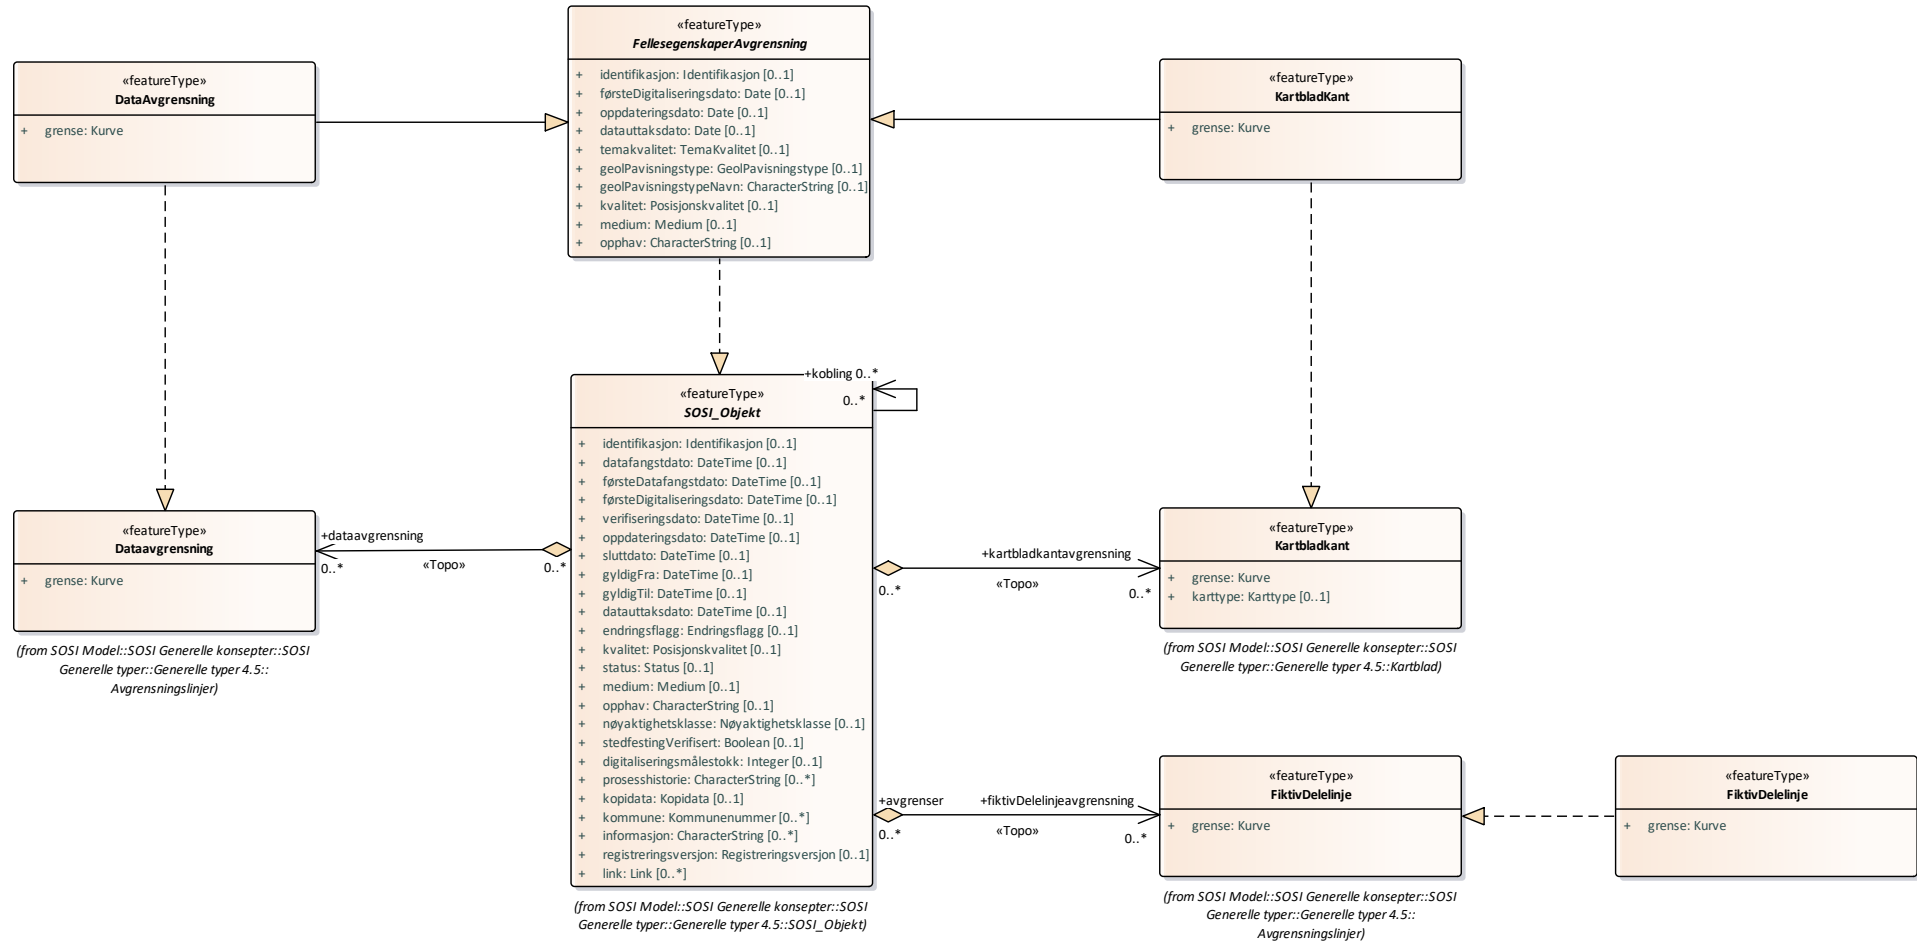 «featureType»
FellesegenskaperAvgrensning
+ identifikasjon: Identifikasjon [0..1]
+ førsteDigitaliseringsdato: Date [0..1]
+ oppdateringsdato: Date [0..1]
+ datauttaksdato: Date [0..1]
+ temakvalitet: TemaKvalitet [0..1]
+ geolPavisningstype: GeolPavisningstype [0..1]
+ geolPavisningstypeNavn: CharacterString [0..1]
+ kvalitet: Posisjonskvalitet [0..1]
+ medium: Medium [0..1]
+ opphav: CharacterString [0..1]
«featureType»
DataAvgrensning
+ grense: Kurve
«featureType»
KartbladKant
+ grense: Kurve
+kobling 0..*
0..*
«featureType»
SOSI_Objekt
+ identifikasjon: Identifikasjon [0..1]
+ datafangstdato: DateTime [0..1]
+ førsteDatafangstdato: DateTime [0..1]
+ førsteDigitaliseringsdato: DateTime [0..1]
+ verifiseringsdato: DateTime [0..1]
+ oppdateringsdato: DateTime [0..1]
+ sluttdato: DateTime [0..1]
+ gyldigFra: DateTime [0..1]
+ gyldigTil: DateTime [0..1]
+ datauttaksdato: DateTime [0..1]
+ endringsflagg: Endringsflagg [0..1]
+ kvalitet: Posisjonskvalitet [0..1]
+ status: Status [0..1]
+ medium: Medium [0..1]
+ opphav: CharacterString [0..1]
+ nøyaktighetsklasse: Nøyaktighetsklasse [0..1]
+ stedfestingVerifisert: Boolean [0..1]
+ digitaliseringsmålestokk: Integer [0..1]
+ prosesshistorie: CharacterString [0..*]
+ kopidata: Kopidata [0..1]
+ kommune: Kommunenummer [0..*]
+ informasjon: CharacterString [0..*]
+ registreringsversjon: Registreringsversjon [0..1]
+ link: Link [0..*]
(from SOSI Model::SOSI Generelle konsepter::SOSI
Generelle typer::Generelle typer 4.5::SOSI_Objekt)
«featureType»
Dataavgrensning
+ grense: Kurve
(from SOSI Model::SOSI Generelle konsepter::SOSI
Generelle typer::Generelle typer 4.5::
Avgrensningslinjer)
+dataavgrensning
0..*
«Topo»
0..*
+kartbladkantavgrensning
0..*
«Topo»
0..*
«featureType»
Kartbladkant
+ grense: Kurve
+ karttype: Karttype [0..1]
(from SOSI Model::SOSI Generelle konsepter::SOSI
Generelle typer::Generelle typer 4.5::Kartblad)
+avgrenser
+fiktivDelelinjeavgrensning
0..*
«Topo»
0..*
«featureType»
FiktivDelelinje
+ grense: Kurve
(from SOSI Model::SOSI Generelle konsepter::SOSI
Generelle typer::Generelle typer 4.5::
Avgrensningslinjer)
«featureType»
FiktivDelelinje
+ grense: Kurve